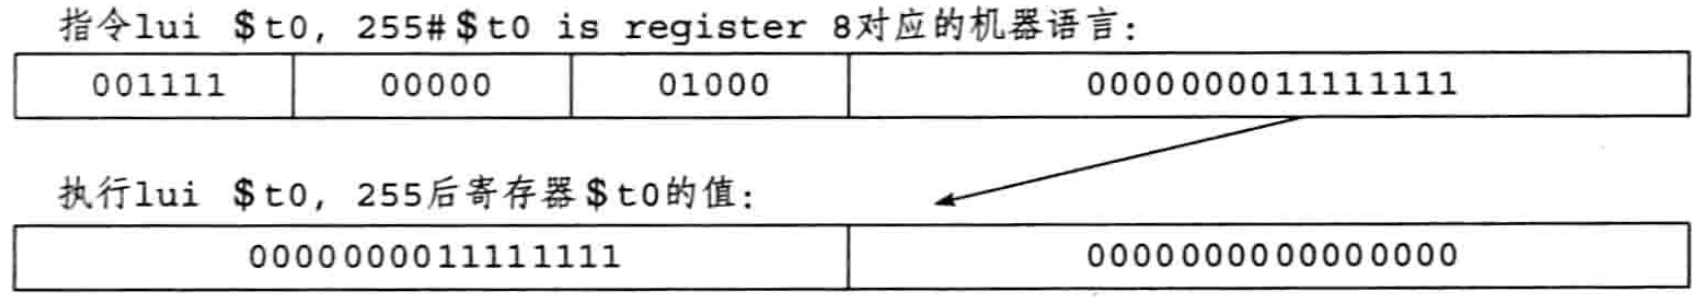 指令lui $t0, 255#$t0 is register 8对应的机器语言:
001111 00000 01000 0000000011111111
执行lui $t0, 255后寄存器$t0的值:
0000000011111111 0000000000000000